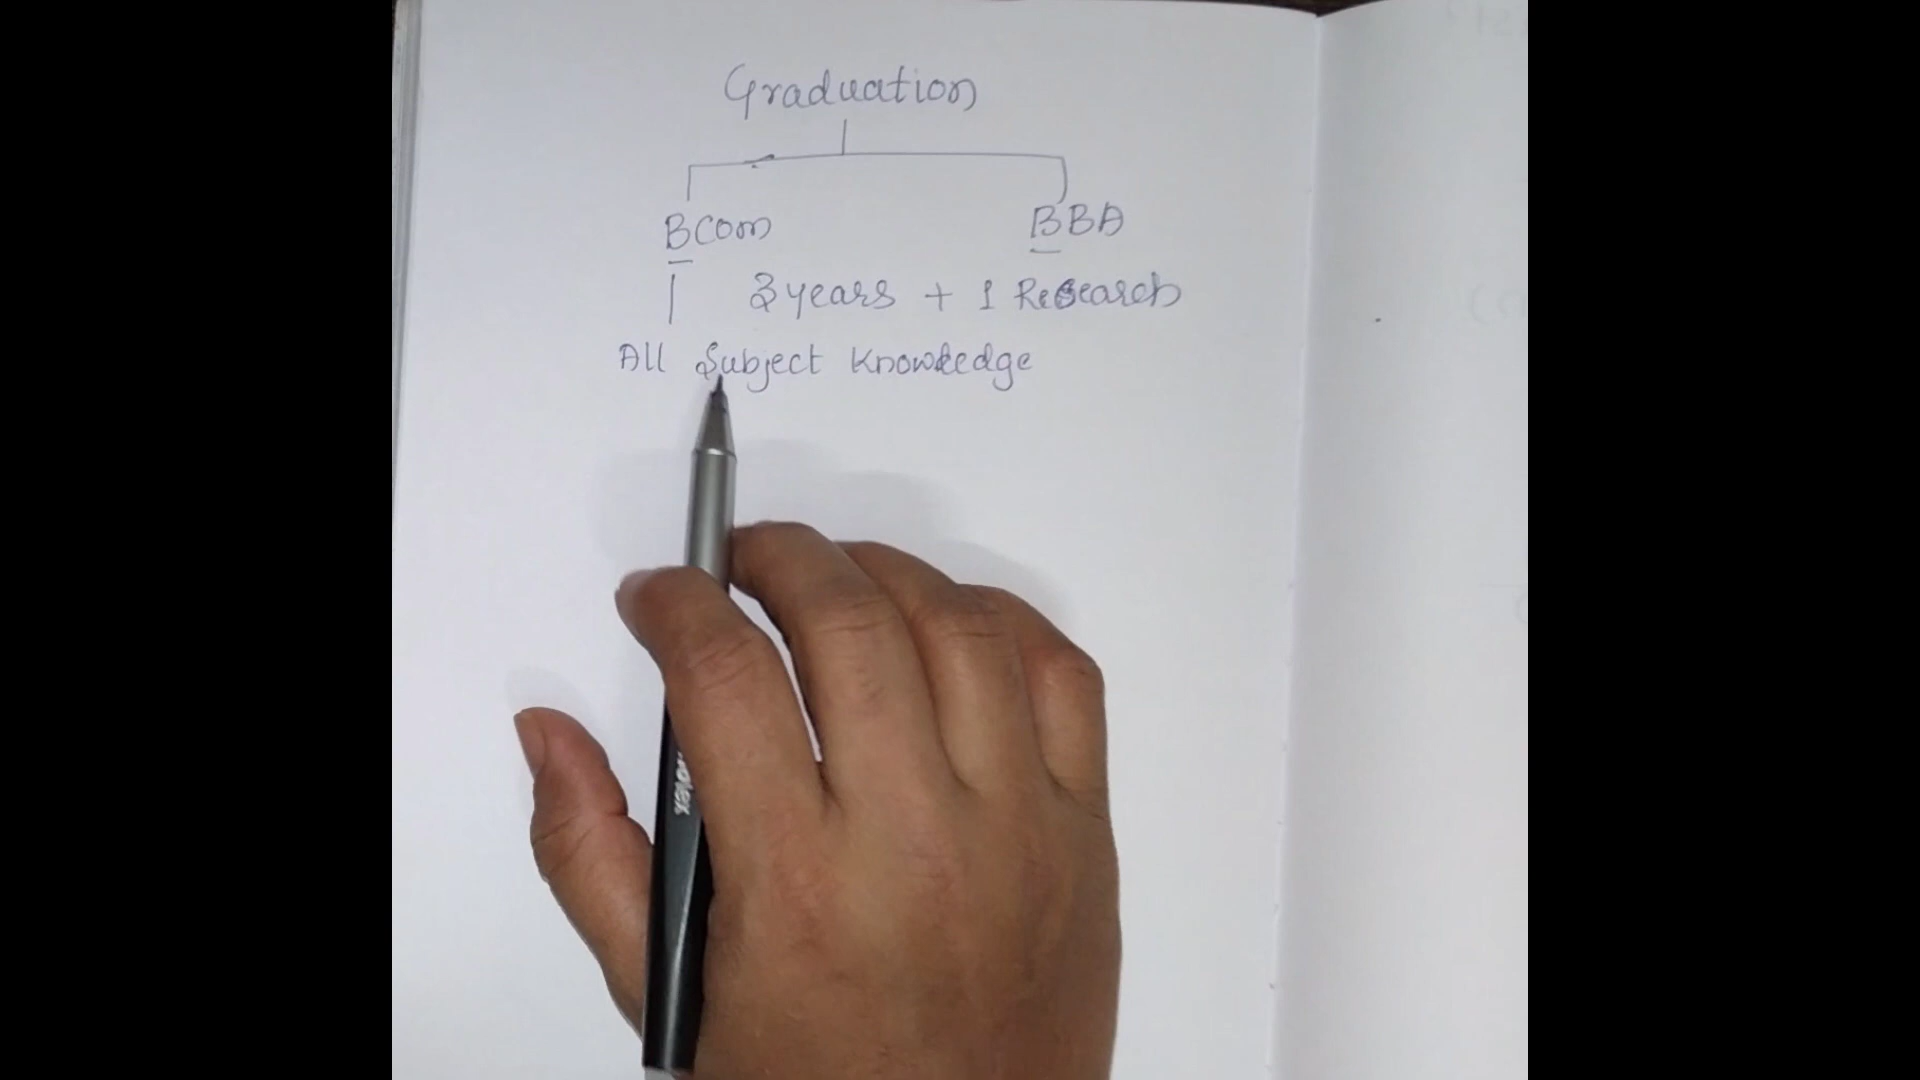 Graduation
Bcom BBA
3 years + 1 Research
All Subject Knowledge